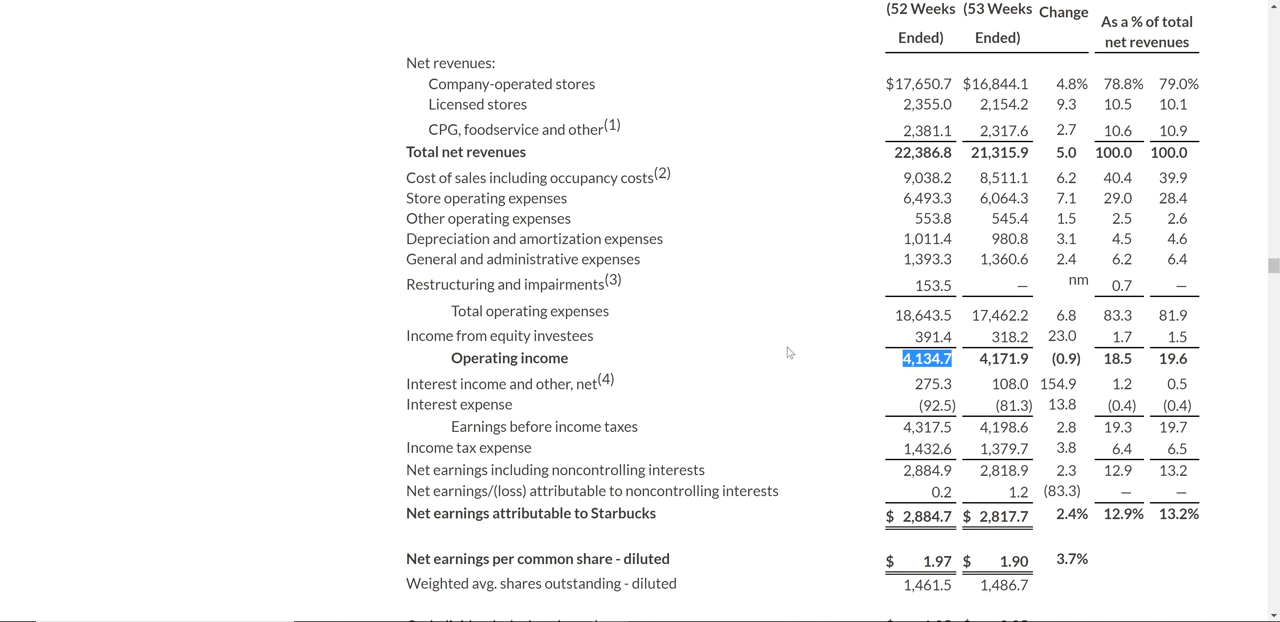 (52 Weeks (53 Weeks Change
As a % of total
Ended) Ended)
net revenues
Net revenues:
Company-operated stores $17,650.7 $16,844.1 4.8% 78.8% 79.0%
Licensed stores 2,355.0 2,154.2 9.3 10.5 10.1
CPG, foodservice and other(1) 2,381.1 2,317.6 2.7 10.6 10.9
Total net revenues 22,386.8 21,315.9 5.0 100.0 100.0
Cost of sales including occupancy costs(2) 9,038.2 8,511.1 6.2 40.4 39.9
Store operating expenses 6,493.3 6,064.3 7.1 29.0 28.4
Other operating expenses 553.8 545.4 1.5 2.5 2.6
Depreciation and amortization expenses 1,011.4 980.8 3.1 4.5 4.6
General and administrative expenses 1,393.3 1,360.6 2.4 6.2 6.4
Restructuring and impairments(3) 153.5 — nm 0.7 —
Total operating expenses 18,643.5 17,462.2 6.8 83.3 81.9
Income from equity investees 391.4 318.2 23.0 1.7 1.5
Operating income 4,134.7 4,171.9 (0.9) 18.5 19.6
Interest income and other, net(4) 275.3 108.0 154.9 1.2 0.5
Interest expense (92.5) (81.3) 13.8 (0.4) (0.4)
Earnings before income taxes 4,317.5 4,198.6 2.8 19.3 19.7
Income tax expense 1,432.6 1,379.7 3.8 6.4 6.5
Net earnings including noncontrolling interests 2,884.9 2,818.9 2.3 12.9 13.2
Net earnings/(loss) attributable to noncontrolling interests 0.2 1.2 (83.3) — —
Net earnings attributable to Starbucks $ 2,884.7 $ 2,817.7 2.4% 12.9% 13.2%
Net earnings per common share - diluted $ 1.97 $ 1.90 3.7%
Weighted avg. shares outstanding - diluted 1,461.5 1,486.7